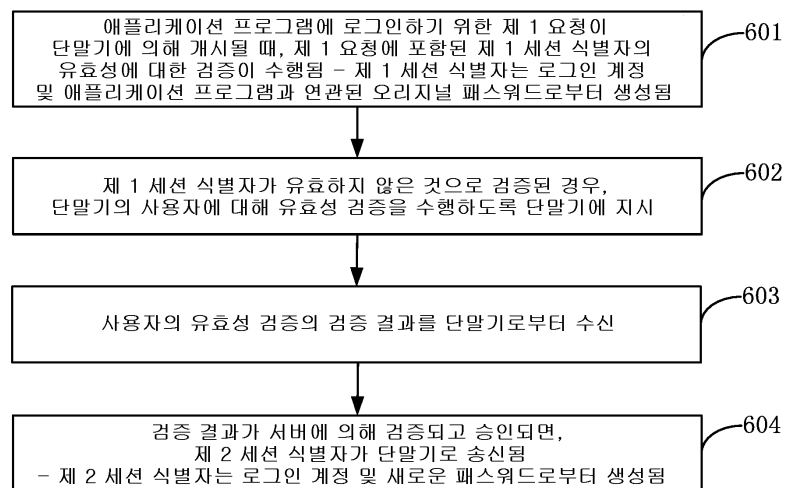 애플리케이션 프로그램에 로그인하기 위한 제 1 요청이
단말기에 의해 개시될 때, 제 1 요청에 포함된 제 1 세션 식별자의
유효성에 대한 검증이 수행됨 - 제 1 세션 식별자는 로그인 계정
및 애플리케이션 프로그램과 연관된 오리지널 패스워드로부터 생성됨
601
제 1 세션 식별자가 유효하지 않은 것으로 검증된 경우,
단말기의 사용자에 대해 유효성 검증을 수행하도록 단말기에 지시
602
사용자의 유효성 검증의 검증 결과를 단말기로부터 수신
603
검증 결과가 서버에 의해 검증되고 승인되면,
제 2 세션 식별자가 단말기로 송신됨
- 제 2 세션 식별자는 로그인 계정 및 새로운 패스워드로부터 생성됨
604